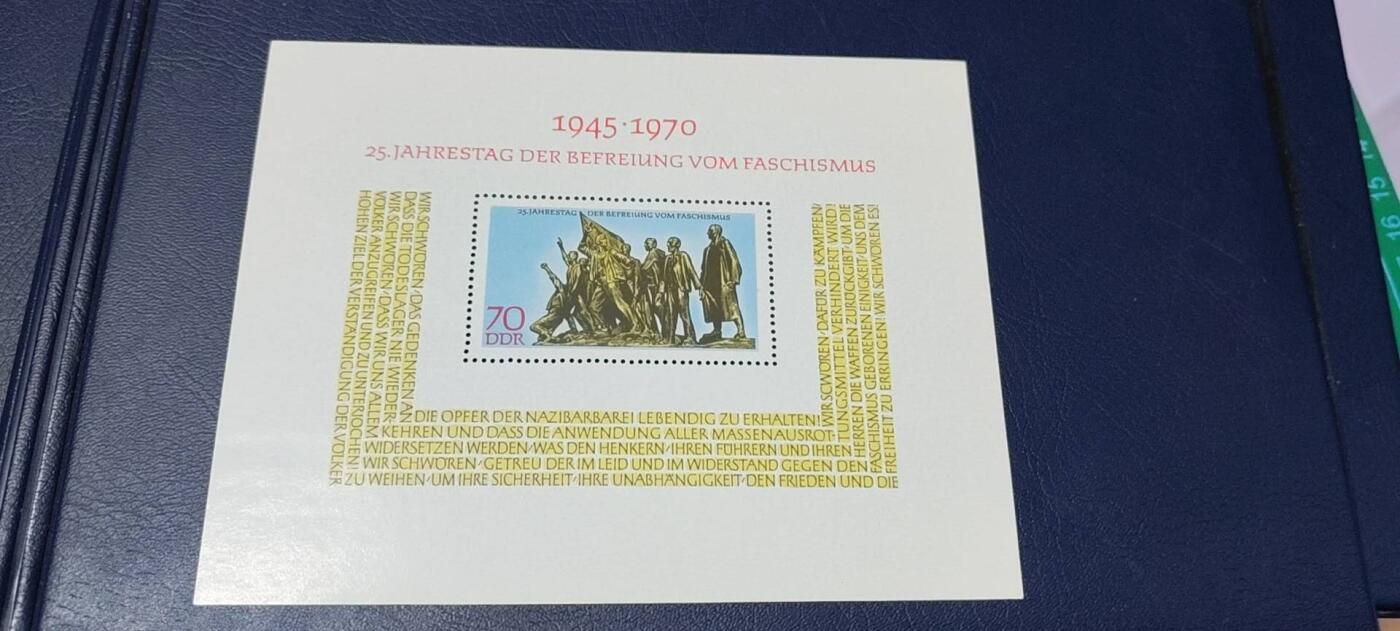 1945·1970
25. JAHRESTAG DER BEFREIUNG VOM FASCHISMUS
25. JAHRESTAG DER BEFREIUNG VOM FASCHISMUS
70
DDR
WIR SCHWÖREN, DAS GEDENKEN AN DIE OPFER DER NAZIBARBAREI LEBENDIG ZU ERHALTEN! WIR SCHWÖREN, DAFÜR ZU KÄMPFEN,
DASS DIE TODESLAGER NIE WIEDER-KEHREN UND DASS DIE ANWENDUNG ALLER MASSENAUSROT-TUNGSMITTEL VERHINDERT WIRD!
WIR SCHWÖREN, DASS WIR UNS ALLEM WIDERSETZEN WERDEN, WAS DEN HENKERN, IHREN FÜHRERN UND IHREN HERREN DIE WAFFEN ZURÜCKGIBT, UM DIE
VÖLKER ANZUGREIFEN UND ZU UNTERJOCHEN! WIR SCHWÖREN, GETREU DER IM LEID UND IM WIDERSTAND GEGEN DEN FASCHISMUS GEBORENEN EINIGKEIT, UNS DEM
HOHEN ZIEL DER VERSTÄNDIGUNG DER VÖLKER ZU WEIHEN, UM IHRE SICHERHEIT, IHRE UNABHÄNGIGKEIT, DEN FRIEDEN UND DIE FREIHEIT ZU ERRINGEN! WIR SCHWÖREN ES!
16 15 14